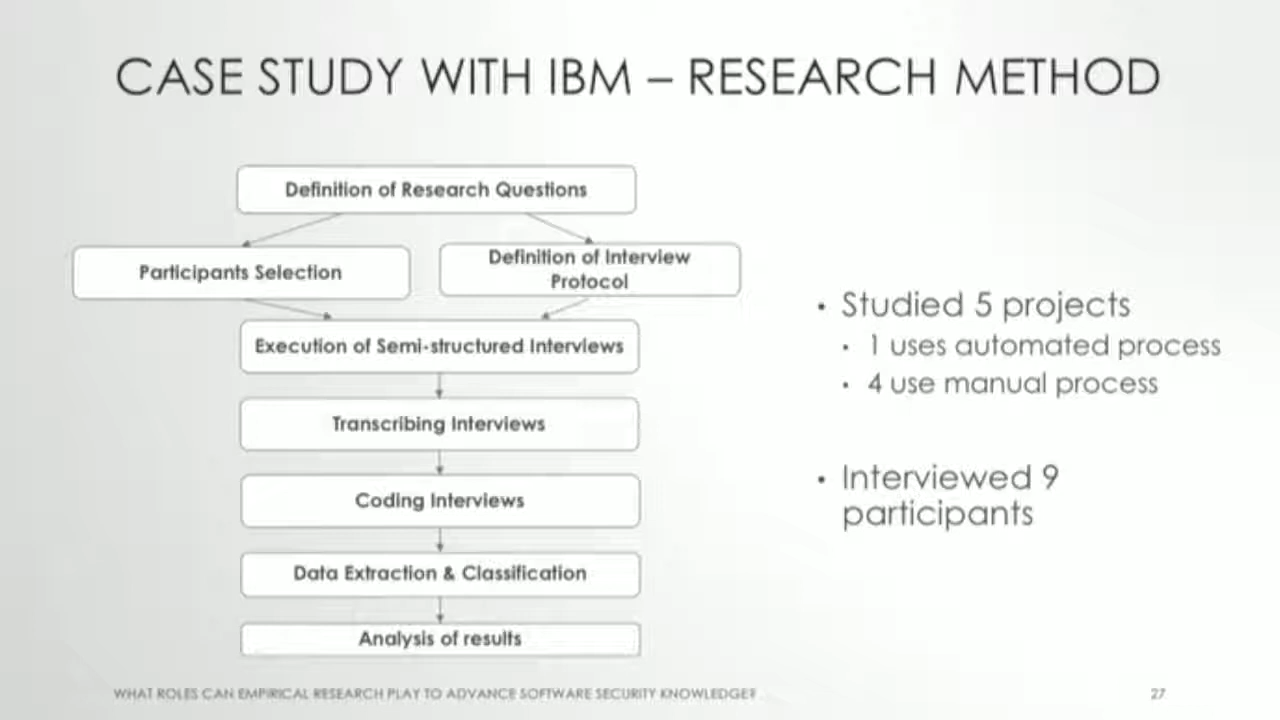 CASE STUDY WITH IBM – RESEARCH METHOD
Definition of Research Questions
Participants Selection
Definition of Interview
Protocol
Execution of Semi-structured Interviews
Transcribing Interviews
Coding Interviews
Data Extraction & Classification
Analysis of results
• Studied 5 projects
• 1 uses automated process
• 4 use manual process
• Interviewed 9
participants
WHAT ROLES CAN EMPIRICAL RESEARCH PLAY TO ADVANCE SOFTWARE SECURITY KNOWLEDGE?
27